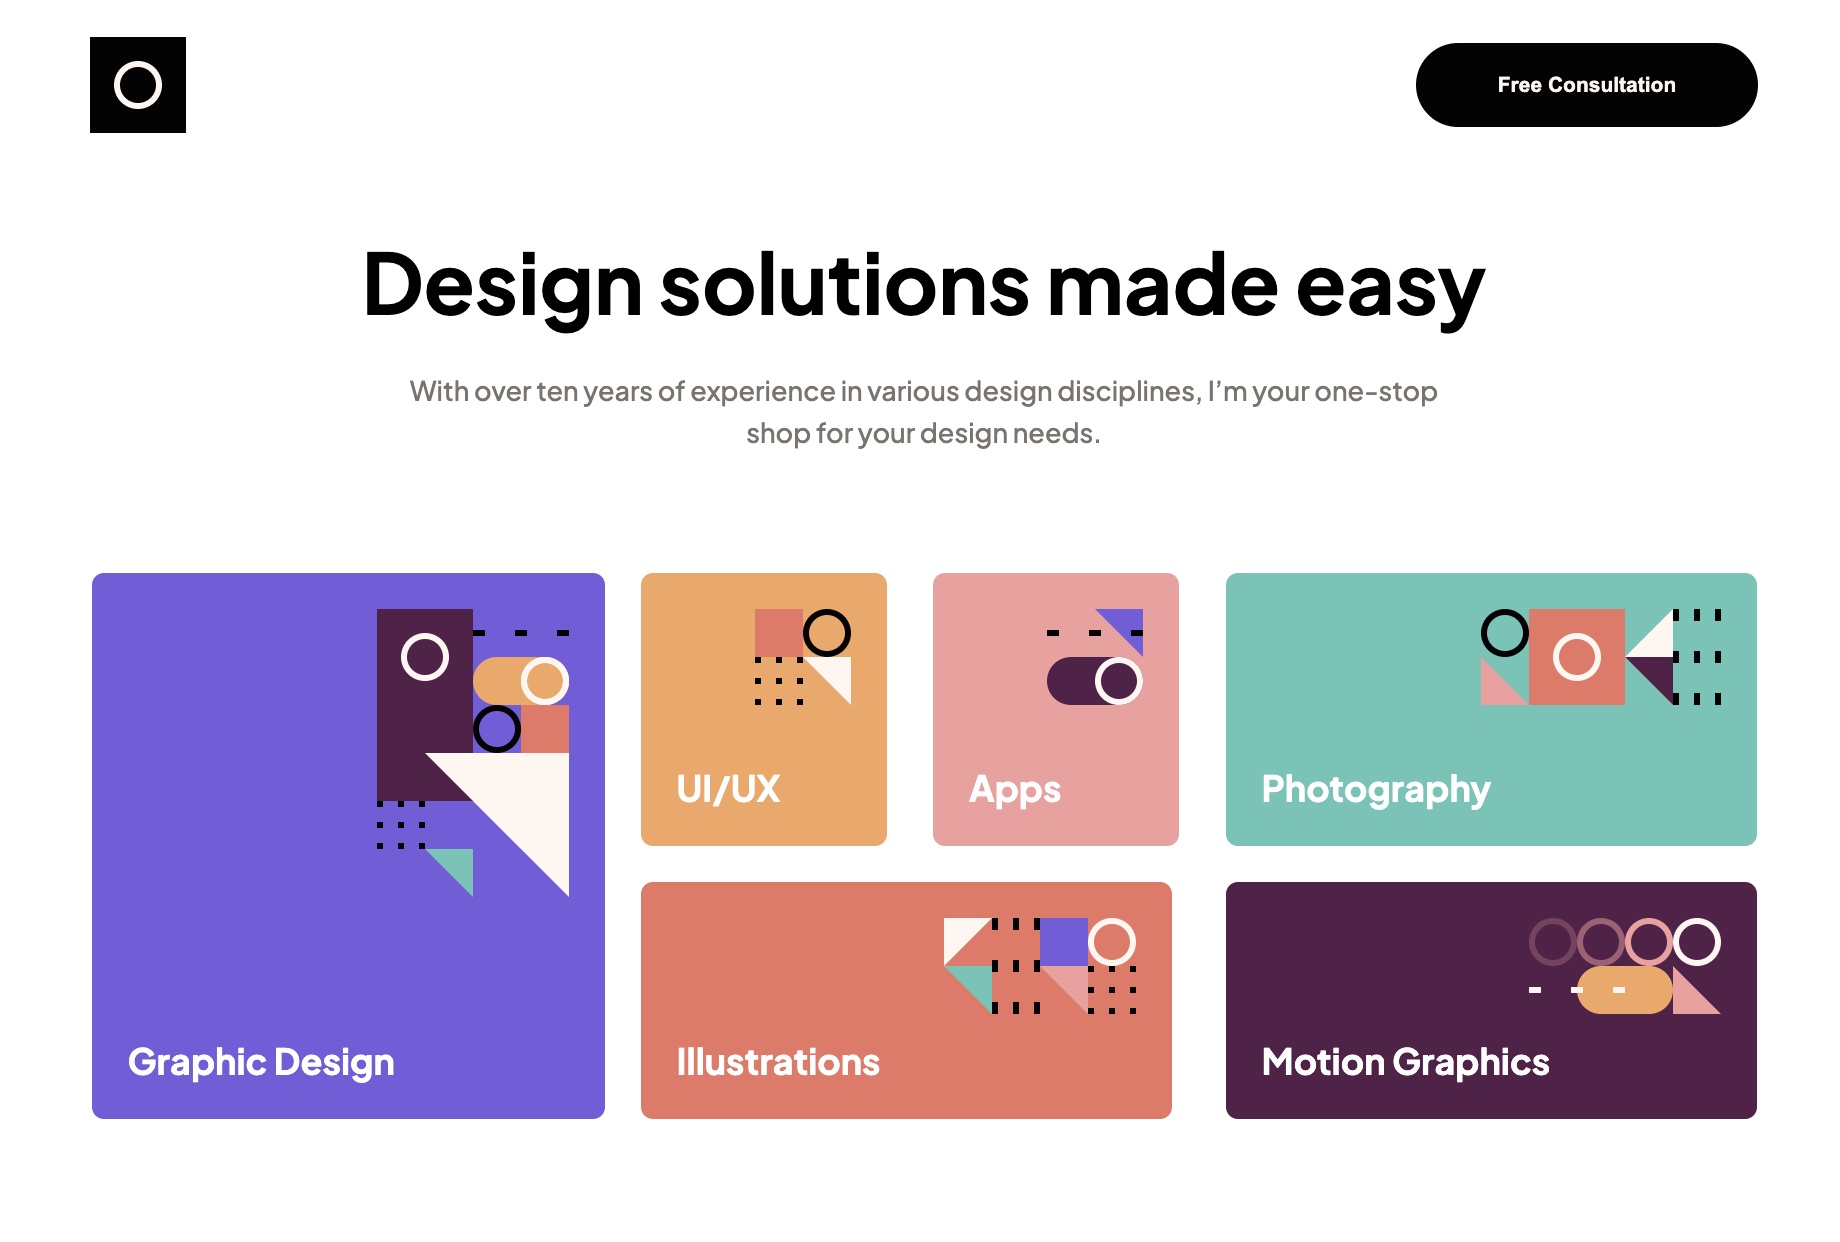 Free Consultation
Design solutions made easy
With over ten years of experience in various design disciplines, I’m your one-stop
shop for your design needs.
Graphic Design
UI/UX
Apps
Photography
Illustrations
Motion Graphics